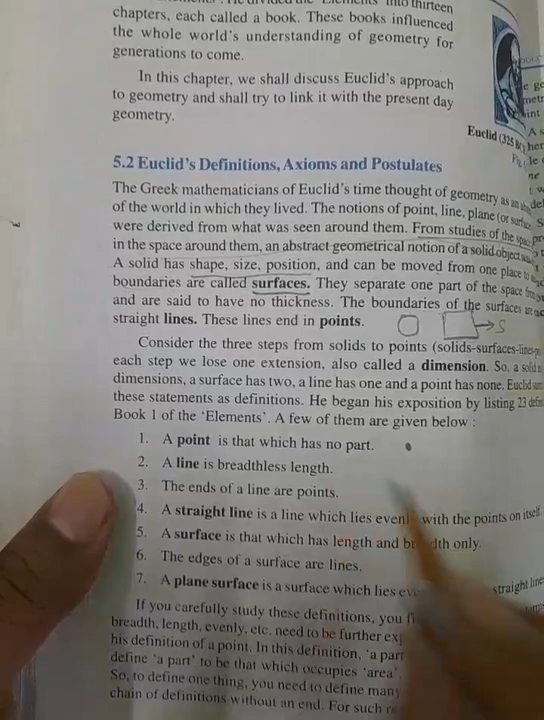 into thirteen
chapters, each called a book. These books influenced
the whole world's understanding of geometry for
generations to come.
In this chapter, we shall discuss Euclid's approach
to geometry and shall try to link it with the present day
geometry.
Euclid (325 B
5.2 Euclid's Definitions, Axioms and Postulates
The Greek mathematicians of Euclid's time thought of geometry as an
of the world in which they lived. The notions of point, line, plane (or surface
were derived from what was seen around them. From studies of the space
in the space around them, an abstract geometrical notion of a solid object
A solid has shape, size, position, and can be moved from one place to
boundaries are called surfaces. They separate one part of the space
and are said to have no thickness. The boundaries of the surfaces are
straight lines. These lines end in points.
S
Consider the three steps from solids to points (solids-surfaces-lines-
each step we lose one extension, also called a dimension. So, a solid
dimensions, a surface has two, a line has one and a point has none. Euclid
these statements as definitions. He began his exposition by listing 23
Book 1 of the 'Elements'. A few of them are given below :
1. A point is that which has no part.
2. A line is breadthless length.
3. The ends of a line are points.
4. A straight line is a line which lies evenly with the points on itself
5. A surface is that which has length and breadth only.
6. The edges of a surface are lines.
7. A plane surface is a surface which lies straight line
If you carefully study these definitions, you
breadth, length, evenly, etc. need to be further
his definition of a point. In this definition, 'a part
define 'a part' to be that which occupies 'area'
So, to define one thing, you need to define many
chain of definitions without an end. For such